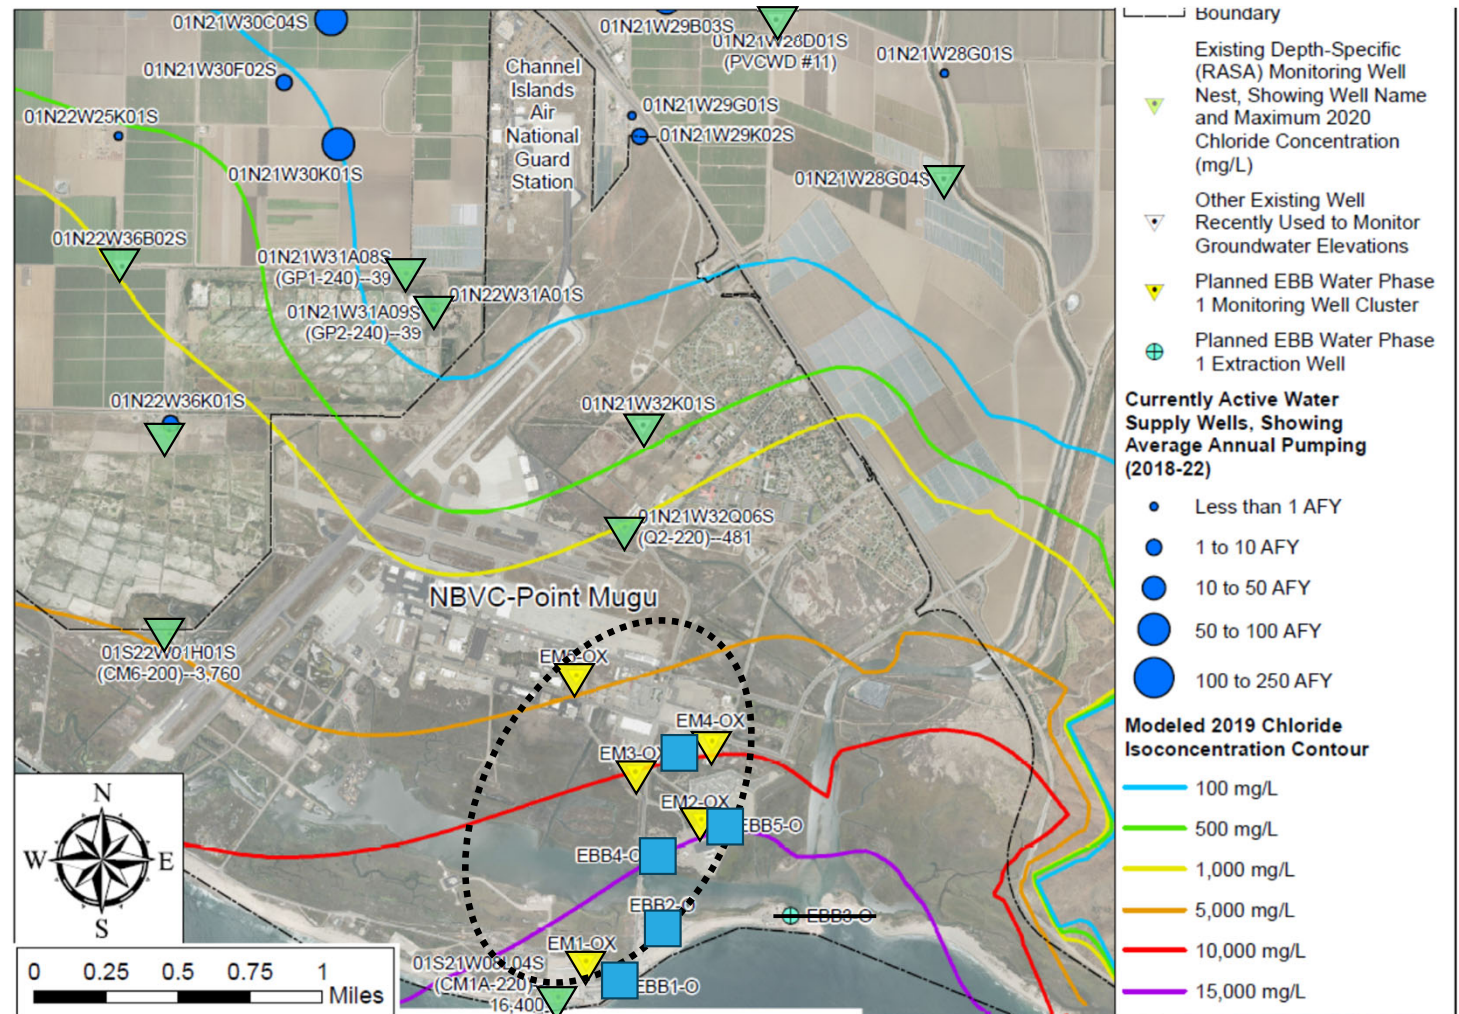 01N21W30C04S
01N21W29B03S
01N21W28D01S
(PVCWD #11)
01N21W28G01S
01N21W30F02S
Channel
Islands
Air
National
Guard
Station
01N22W25K01S
01N21W29G01S
01N21W29K02S
01N21W30K01S
01N21W28G04S
01N22W36B02S
01N21W31A08S
(GP1-240)--39
01N22W31A01S
01N21W31A09S
(GP2-240)--39
01N22W36K01S
01N21W32K01S
01N21W32Q06S
(Q2-220)--481
NBVC-Point Mugu
01S22W01H01S
(CM6-200)--3,760
EM5-OX
EM4-OX
EM3-OX
EM2-OX
EBB5-O
EBB4-O
EBB2-O
EBB3-O
EM1-OX
01S21W08L04S
(CM1A-220)
16,400
EBB1-O
N
W E
S
0 0.25 0.5 0.75 1
Miles
Boundary
Existing Depth-Specific
(RASA) Monitoring Well
Nest, Showing Well Name
and Maximum 2020
Chloride Concentration
(mg/L)
Other Existing Well
Recently Used to Monitor
Groundwater Elevations
Planned EBB Water Phase
1 Monitoring Well Cluster
Planned EBB Water Phase
1 Extraction Well
Currently Active Water
Supply Wells, Showing
Average Annual Pumping
(2018-22)
Less than 1 AFY
1 to 10 AFY
10 to 50 AFY
50 to 100 AFY
100 to 250 AFY
Modeled 2019 Chloride
Isoconcentration Contour
100 mg/L
500 mg/L
1,000 mg/L
5,000 mg/L
10,000 mg/L
15,000 mg/L